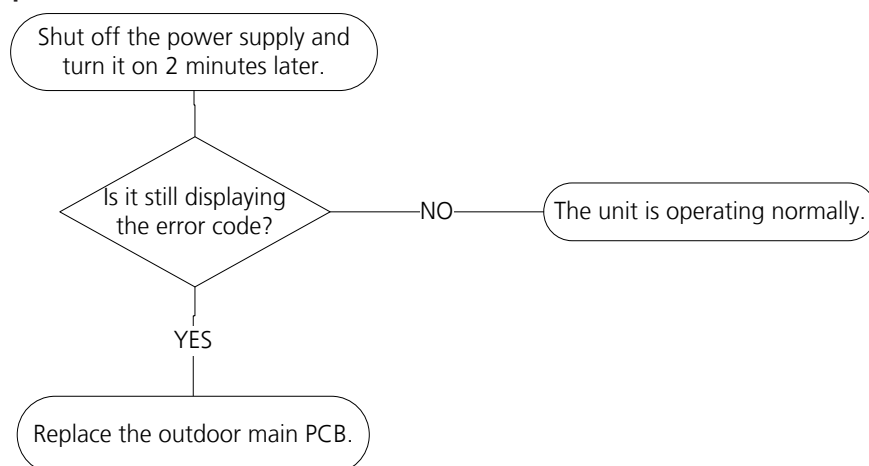 Shut off the power supply and
turn it on 2 minutes later.
Is it still displaying
the error code?
NO
The unit is operating normally.
YES
Replace the outdoor main PCB.